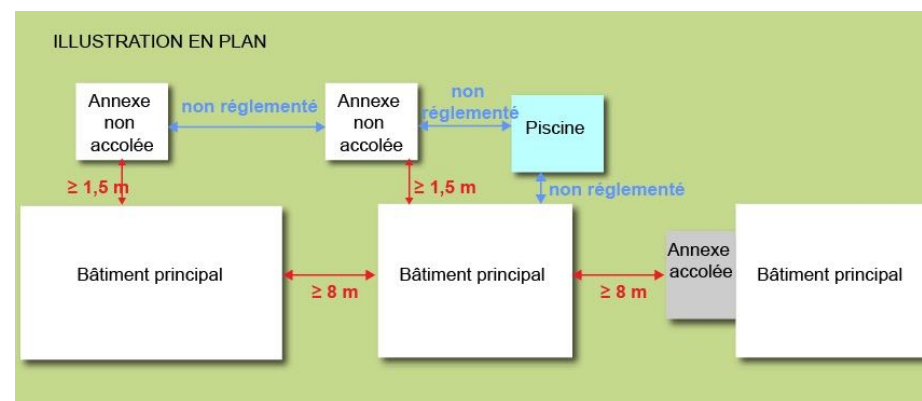 ILLUSTRATION EN PLAN
Annexe
non
accolée
non réglementé
Annexe
non
accolée
non
réglementé
Piscine
≥ 1,5 m
≥ 1,5 m
non réglementé
Bâtiment principal
≥ 8 m
Bâtiment principal
≥ 8 m
Annexe
accolée
Bâtiment principal